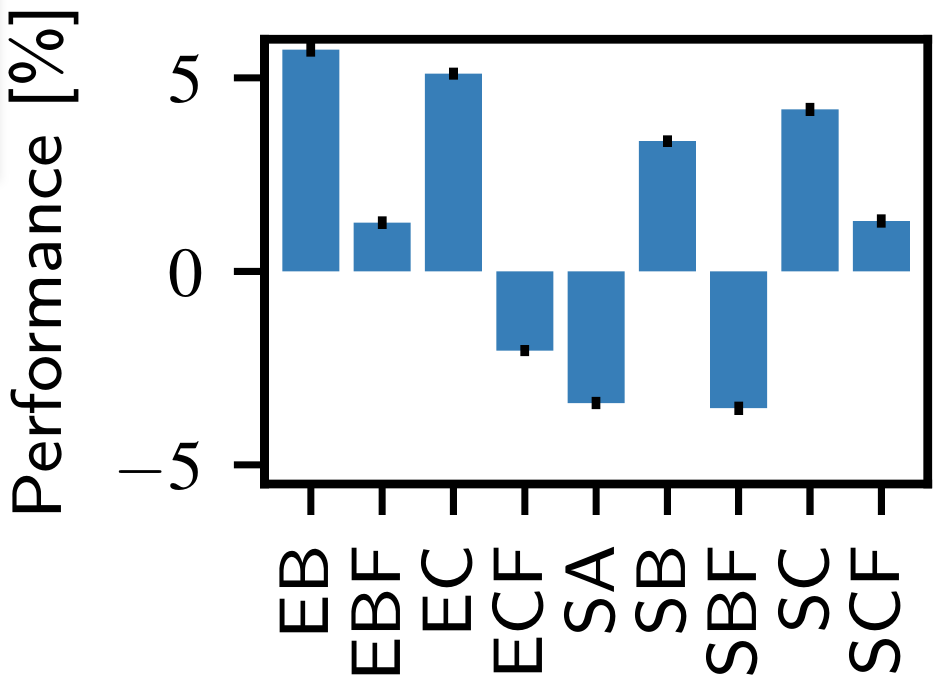 Performance [%]
5
0
−5
EB
EBF
EC
ECF
SA
SB
SBF
SC
SCF